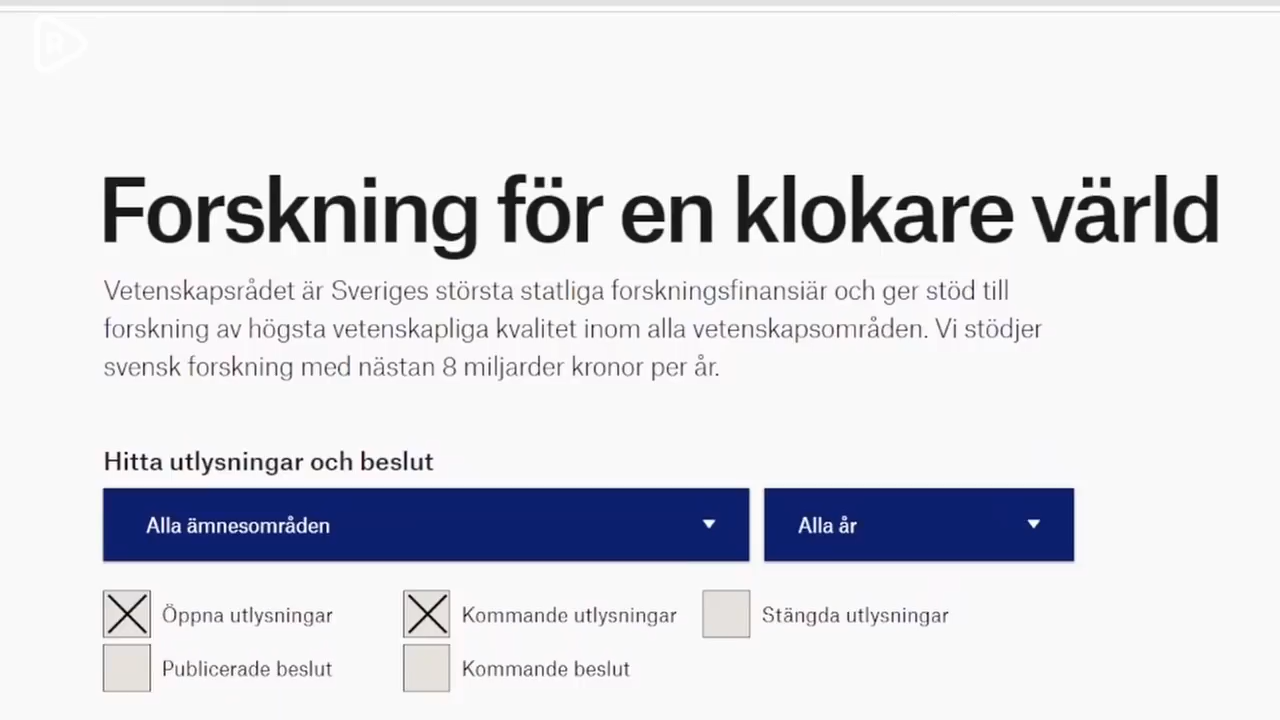 Forskning för en klokare värld
Vetenskapsrådet är Sveriges största statliga forskningsfinansiär och ger stöd till
forskning av högsta vetenskapliga kvalitet inom alla vetenskapsområden. Vi stödjer
svensk forskning med nästan 8 miljarder kronor per år.
Hitta utlysningar och beslut
Alla ämnesområden
Alla år
Öppna utlysningar
Kommande utlysningar
Stängda utlysningar
Publicerade beslut
Kommande beslut